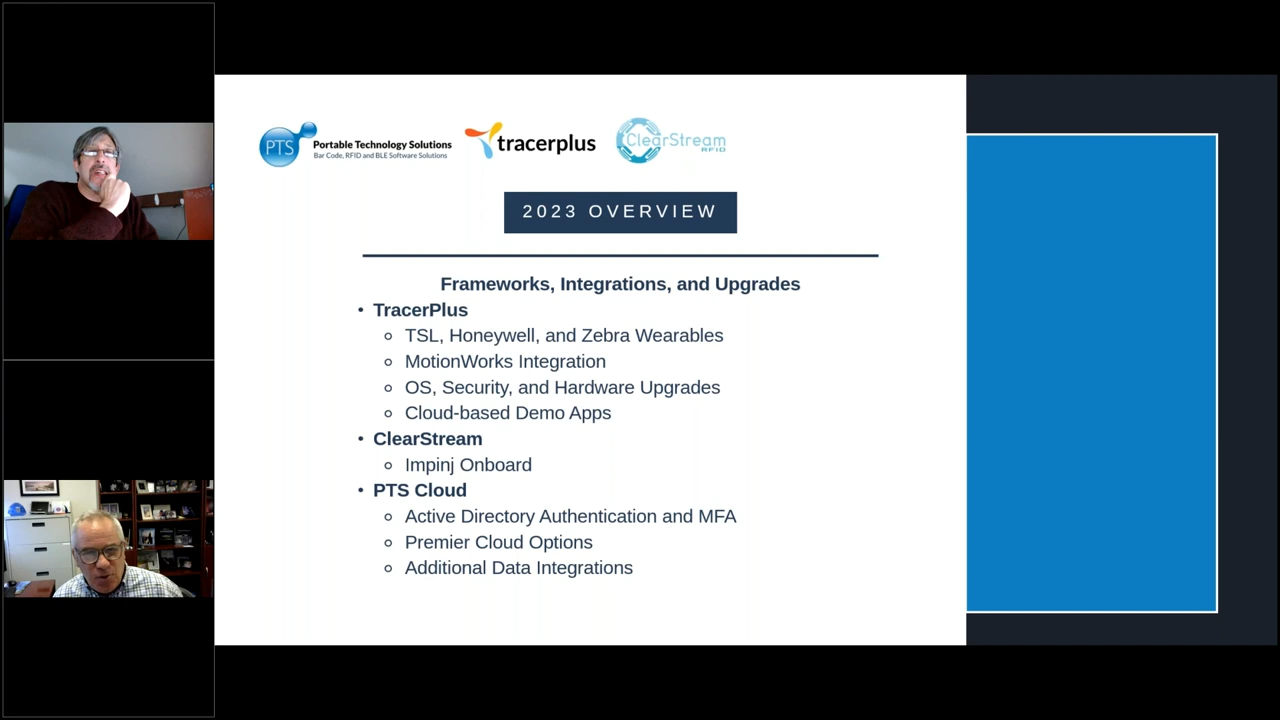 PTS
Portable Technology Solutions
Bar Code, RFID and BLE Software Solutions
tracerplus
ClearStream
RFID
2023 OVERVIEW
Frameworks, Integrations, and Upgrades
• TracerPlus
○ TSL, Honeywell, and Zebra Wearables
○ MotionWorks Integration
○ OS, Security, and Hardware Upgrades
○ Cloud-based Demo Apps
• ClearStream
○ Impinj Onboard
• PTS Cloud
○ Active Directory Authentication and MFA
○ Premier Cloud Options
○ Additional Data Integrations